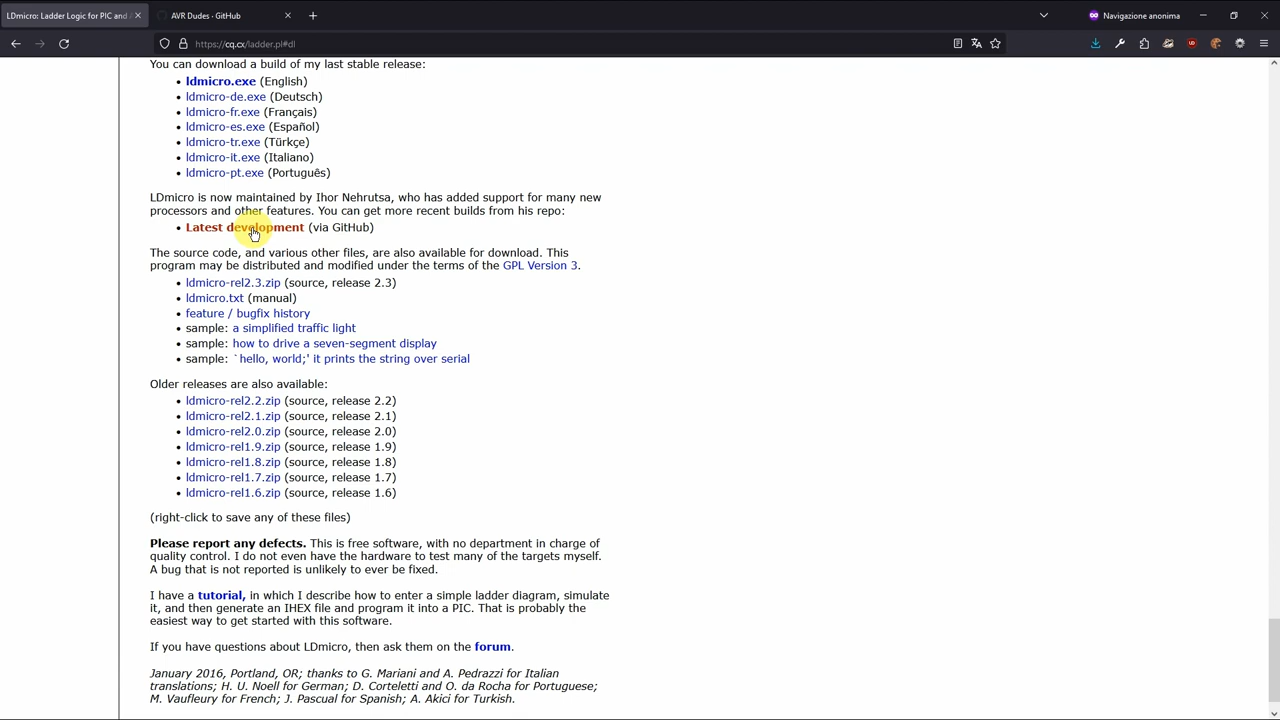 LDmicro: Ladder Logic for PIC and
AVR Dudes · GitHub
Navigazione anonima
https://cq.cx/ladder.pl#dl
You can download a build of my last stable release:
• ldmicro.exe (English)
• ldmicro-de.exe (Deutsch)
• ldmicro-fr.exe (Français)
• ldmicro-es.exe (Español)
• ldmicro-tr.exe (Türkçe)
• ldmicro-it.exe (Italiano)
• ldmicro-pt.exe (Português)
LDmicro is now maintained by Ihor Nehrutsa, who has added support for many new
processors and other features. You can get more recent builds from his repo:
• Latest development (via GitHub)
The source code, and various other files, are also available for download. This
program may be distributed and modified under the terms of the GPL Version 3.
• ldmicro-rel2.3.zip (source, release 2.3)
• ldmicro.txt (manual)
• feature / bugfix history
• sample: a simplified traffic light
• sample: how to drive a seven-segment display
• sample: `hello, world;' it prints the string over serial
Older releases are also available:
• ldmicro-rel2.2.zip (source, release 2.2)
• ldmicro-rel2.1.zip (source, release 2.1)
• ldmicro-rel2.0.zip (source, release 2.0)
• ldmicro-rel1.9.zip (source, release 1.9)
• ldmicro-rel1.8.zip (source, release 1.8)
• ldmicro-rel1.7.zip (source, release 1.7)
• ldmicro-rel1.6.zip (source, release 1.6)
(right-click to save any of these files)
Please report any defects. This is free software, with no department in charge of
quality control. I do not even have the hardware to test many of the targets myself.
A bug that is not reported is unlikely to ever be fixed.
I have a tutorial, in which I describe how to enter a simple ladder diagram, simulate
it, and then generate an IHEX file and program it into a PIC. That is probably the
easiest way to get started with this software.
If you have questions about LDmicro, then ask them on the forum.
January 2016, Portland, OR; thanks to G. Mariani and A. Pedrazzi for Italian
translations; H. U. Noell for German; D. Corteletti and O. da Rocha for Portuguese;
M. Vaufleury for French; J. Pascual for Spanish; A. Akici for Turkish.